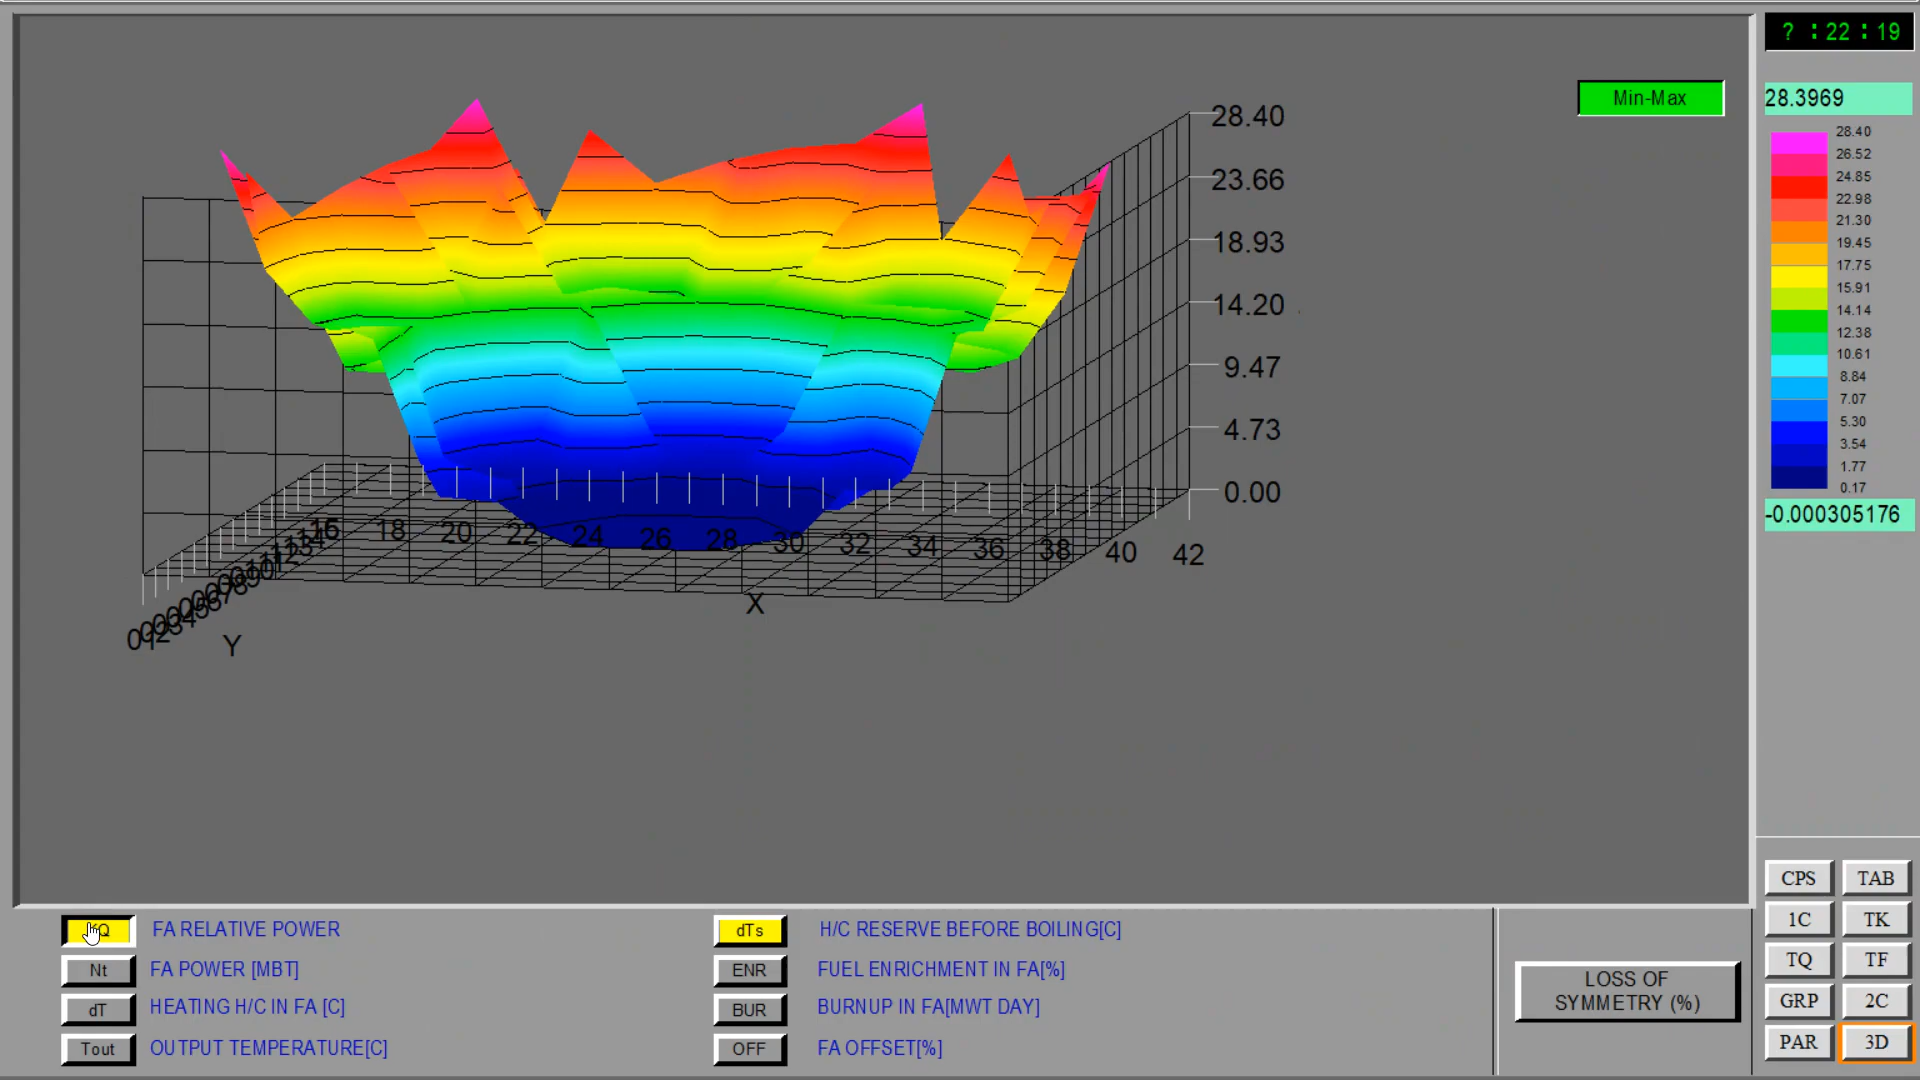 ? : 22 : 19
Min-Max
28.3969
28.40
26.52
24.85
22.98
21.30
19.45
17.75
15.91
14.14
12.38
10.61
8.84
7.07
5.30
3.54
1.77
0.17
-0.000305176
28.40
23.66
18.93
14.20
9.47
4.73
0.00
16 18 20 22 24 26 28 30 32 34 36 38 40 42
X
Y
FA RELATIVE POWER
Nt FA POWER [MBT]
dT HEATING H/C IN FA [C]
Tout OUTPUT TEMPERATURE[C]
dTs H/C RESERVE BEFORE BOILING[C]
ENR FUEL ENRICHMENT IN FA[%]
BUR BURNUP IN FA[MWT DAY]
OFF FA OFFSET[%]
LOSS OF
SYMMETRY (%)
CPS TAB
1C TK
TQ TF
GRP 2C
PAR 3D